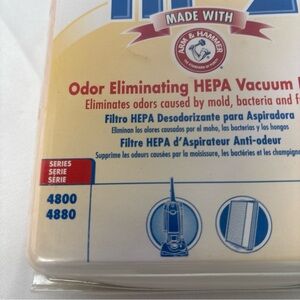 MADE WITH
ARM & HAMMER
Odor Eliminating HEPA Vacuum
Eliminates odors caused by mold, bacteria and
Filtro HEPA Desodorizante para Aspiradora
Eliminan los olores causados por el moho, las bacterias y los hongos
Filtre HEPA d'Aspirateur Anti-odeur
Supprime les odeurs causées par la moisissure, les bactéries et les
SERIES
SERIE
SÉRIE
4800
4880